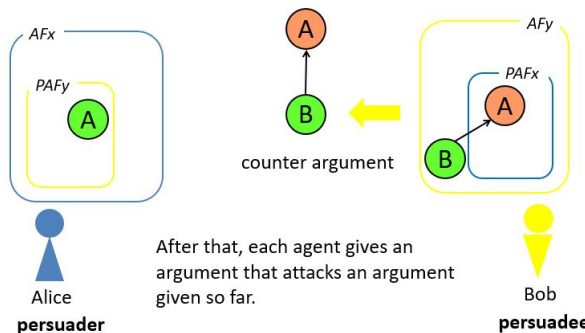 AFx
PAFy
A
A
B
counter argument
AFy
PAFx
A
B
After that, each agent gives an
argument that attacks an argument
given so far.
Alice
persuader
Bob
persuadee